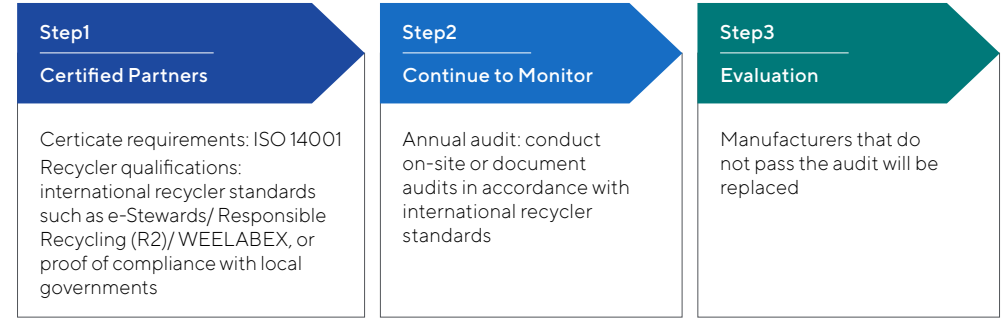 Step1
Certified Partners
Certicate requirements: ISO 14001
Recycler qualifications:
international recycler standards
such as e-Stewards/ Responsible
Recycling (R2)/ WEELABEX, or
proof of compliance with local
governments
Step2
Continue to Monitor
Annual audit: conduct
on-site or document
audits in accordance with
international recycler
standards
Step3
Evaluation
Manufacturers that do
not pass the audit will be
replaced